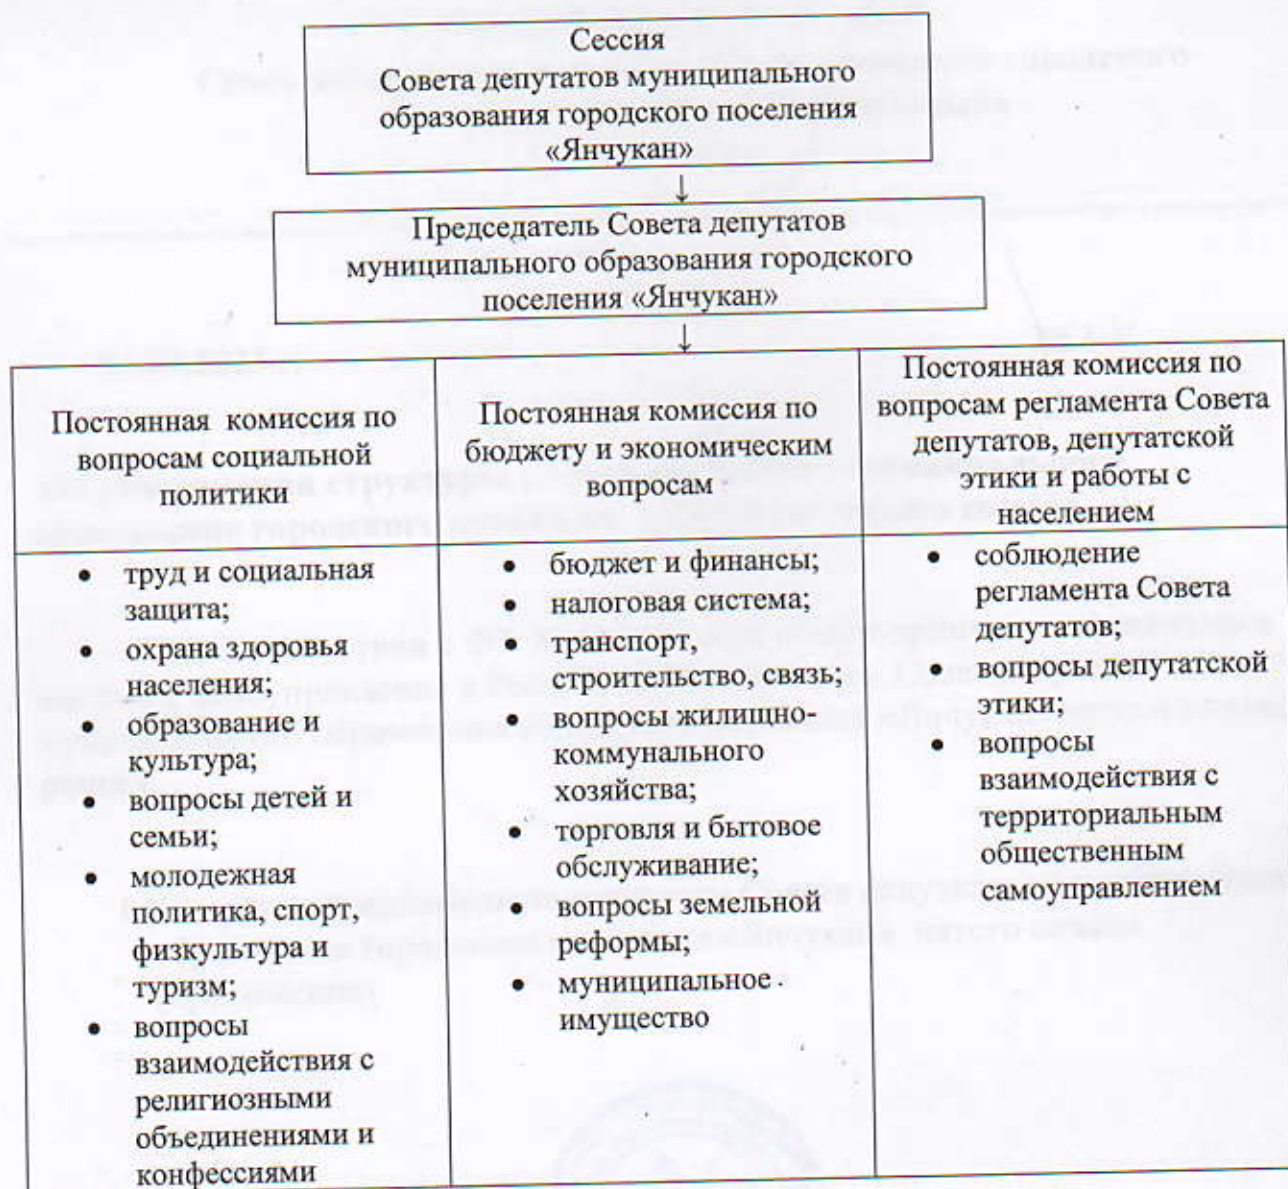 Сессия
Совета депутатов муниципального
образования городского поселения
«Янчукан»
Председатель Совета депутатов
муниципального образования городского
поселения «Янчукан»
Постоянная комиссия по
вопросам социальной
политики
Постоянная комиссия по
бюджету и экономическим
вопросам
Постоянная комиссия по
вопросам регламента Совета
депутатов, депутатской
этики и работы с
населением
• труд и социальная
защита;
• охрана здоровья
населения;
• образование и
культура;
• вопросы детей и
семьи;
• молодежная
политика, спорт,
физкультура и
туризм;
• вопросы
взаимодействия с
религиозными
объединениями и
конфессиями
• бюджет и финансы;
• налоговая система;
• транспорт,
строительство, связь;
• вопросы жилищно-
коммунального
хозяйства;
• торговля и бытовое
обслуживание;
• вопросы земельной
реформы;
• муниципальное
имущество
• соблюдение
регламента Совета
депутатов;
• вопросы депутатской
этики;
• вопросы
взаимодействия с
территориальным
общественным
самоуправлением